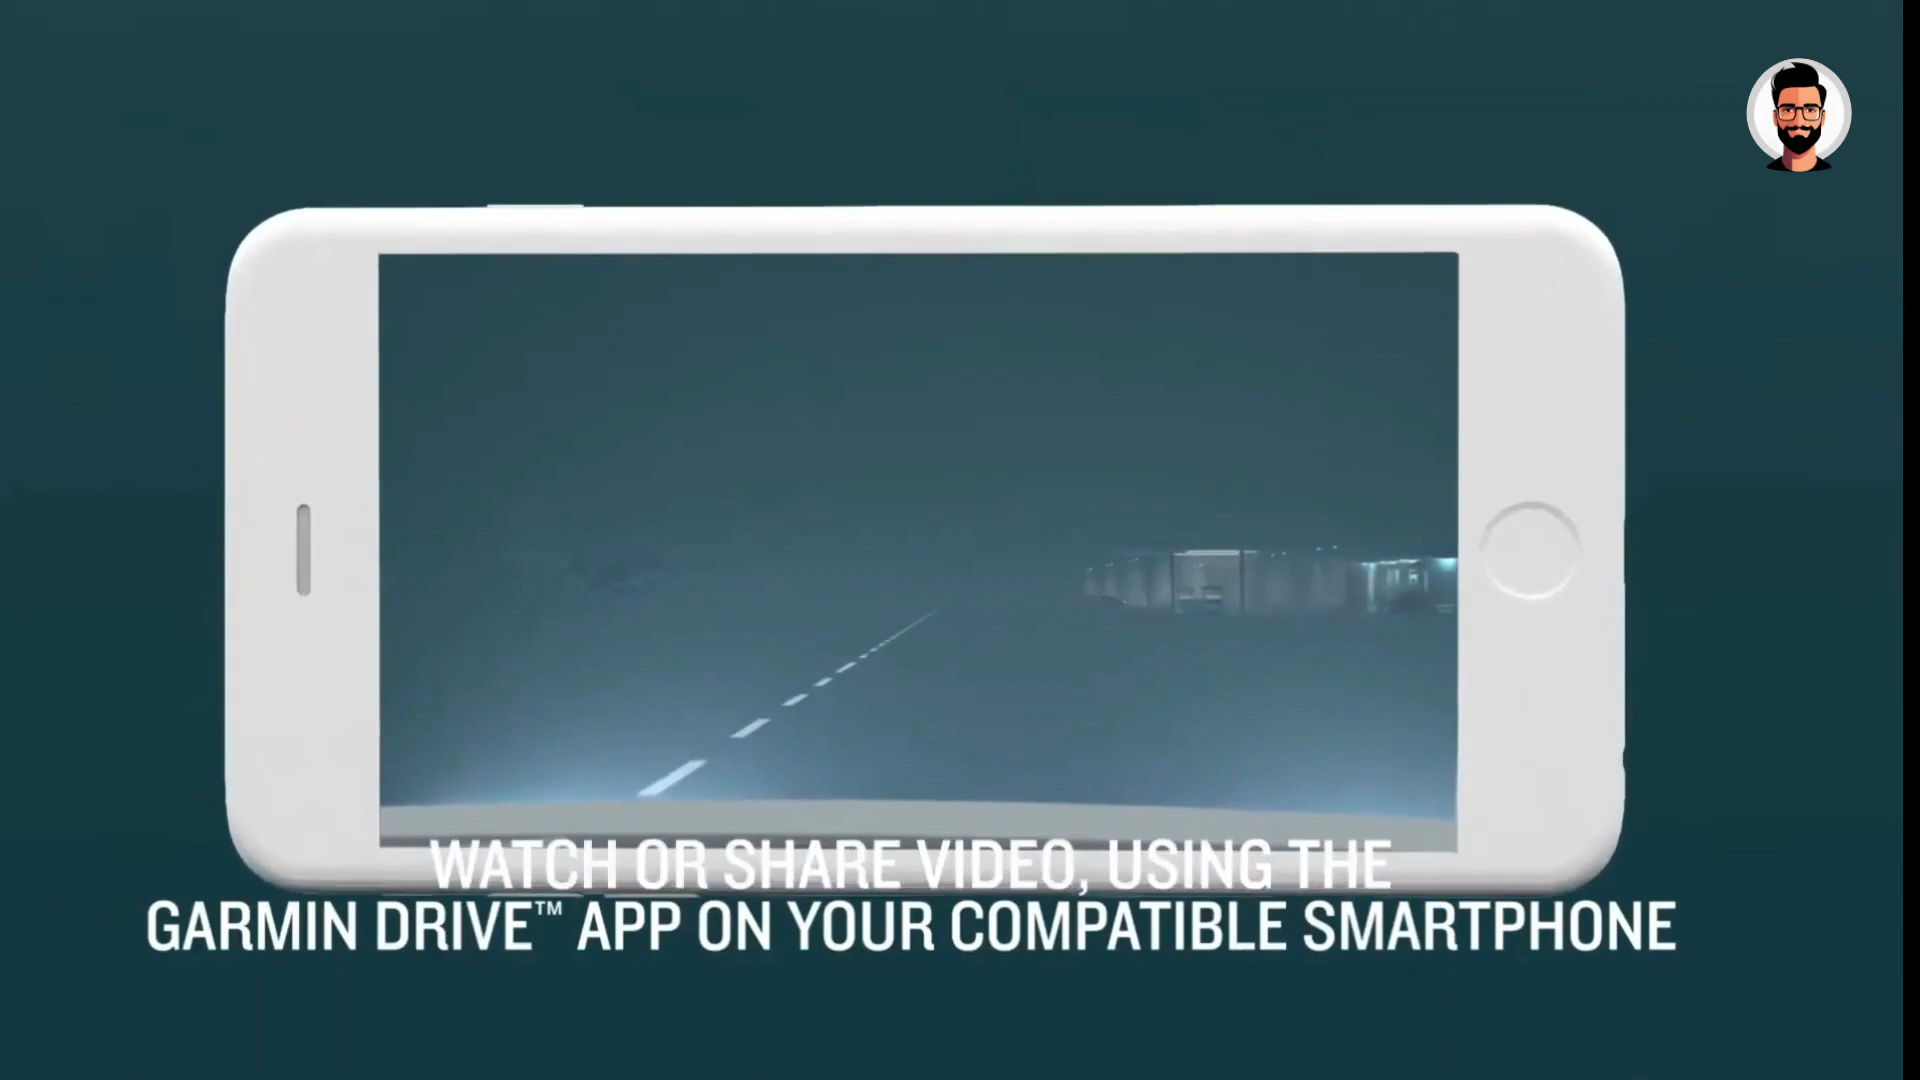 WATCH OR SHARE VIDEO, USING THE
GARMIN DRIVE™ APP ON YOUR COMPATIBLE SMARTPHONE